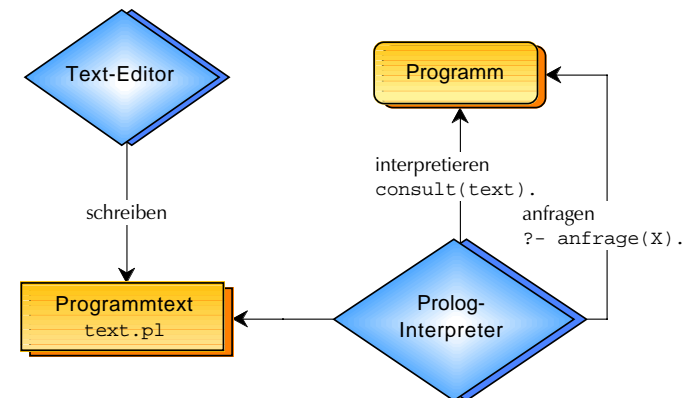 Text-Editor
Programm
interpretieren
consult(text).
schreiben
anfragen
?- anfrage(X).
Programmtext
text.pl
Prolog-
Interpreter